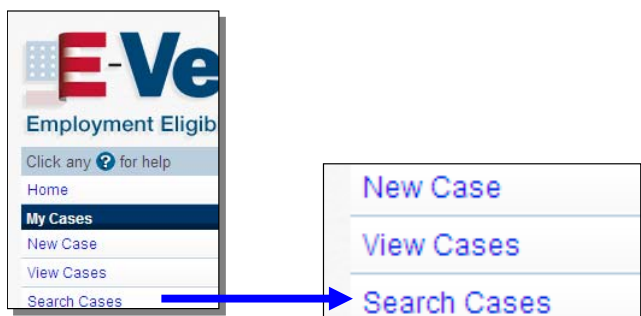 E-Ve
Employment Eligib
Click any ? for help
Home
My Cases
New Case
View Cases
Search Cases
New Case
View Cases
Search Cases